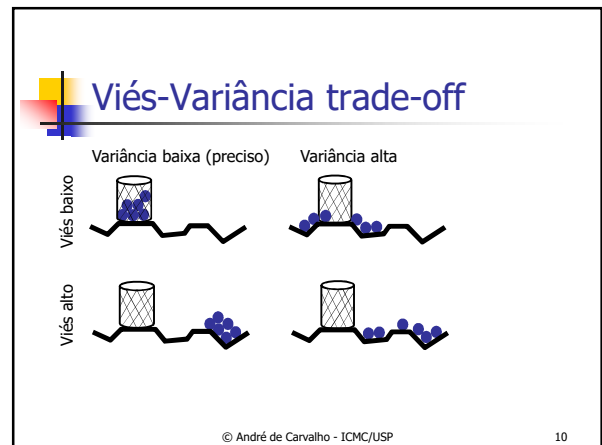 Viés-Variância trade-off
Variância baixa (preciso) Variância alta
Viés baixo
Viés alto
© André de Carvalho - ICMC/USP 10